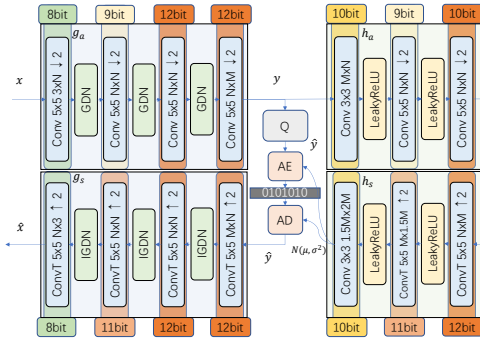 8bit 9bit 12bit 12bit
10bit 9bit 10bit
g_a
h_a
x
Conv 5x5 3xN ↓2
GDN
Conv 5x5 NxN ↓2
GDN
Conv 5x5 NxN ↓2
GDN
Conv 5x5 NxM ↓2
y
Conv 3x3 MxN
LeakyReLU
Conv 5x5 NxN ↓2
LeakyReLU
Conv 5x5 NxN ↓2
Q
ŷ
AE
0101010
AD
N(μ,σ²)
ŷ
g_s
h_s
x̂
ConvT 5x5 Nx3 ↑2
IGDN
ConvT 5x5 NxN ↑2
IGDN
ConvT 5x5 NxN ↑2
IGDN
ConvT 5x5 MxN ↑2
Conv 3x3 1.5Mx2M
LeakyReLU
ConvT 5x5 Mx1.5M ↑2
LeakyReLU
ConvT 5x5 NxM ↑2
8bit 11bit 12bit 12bit
10bit 11bit 12bit